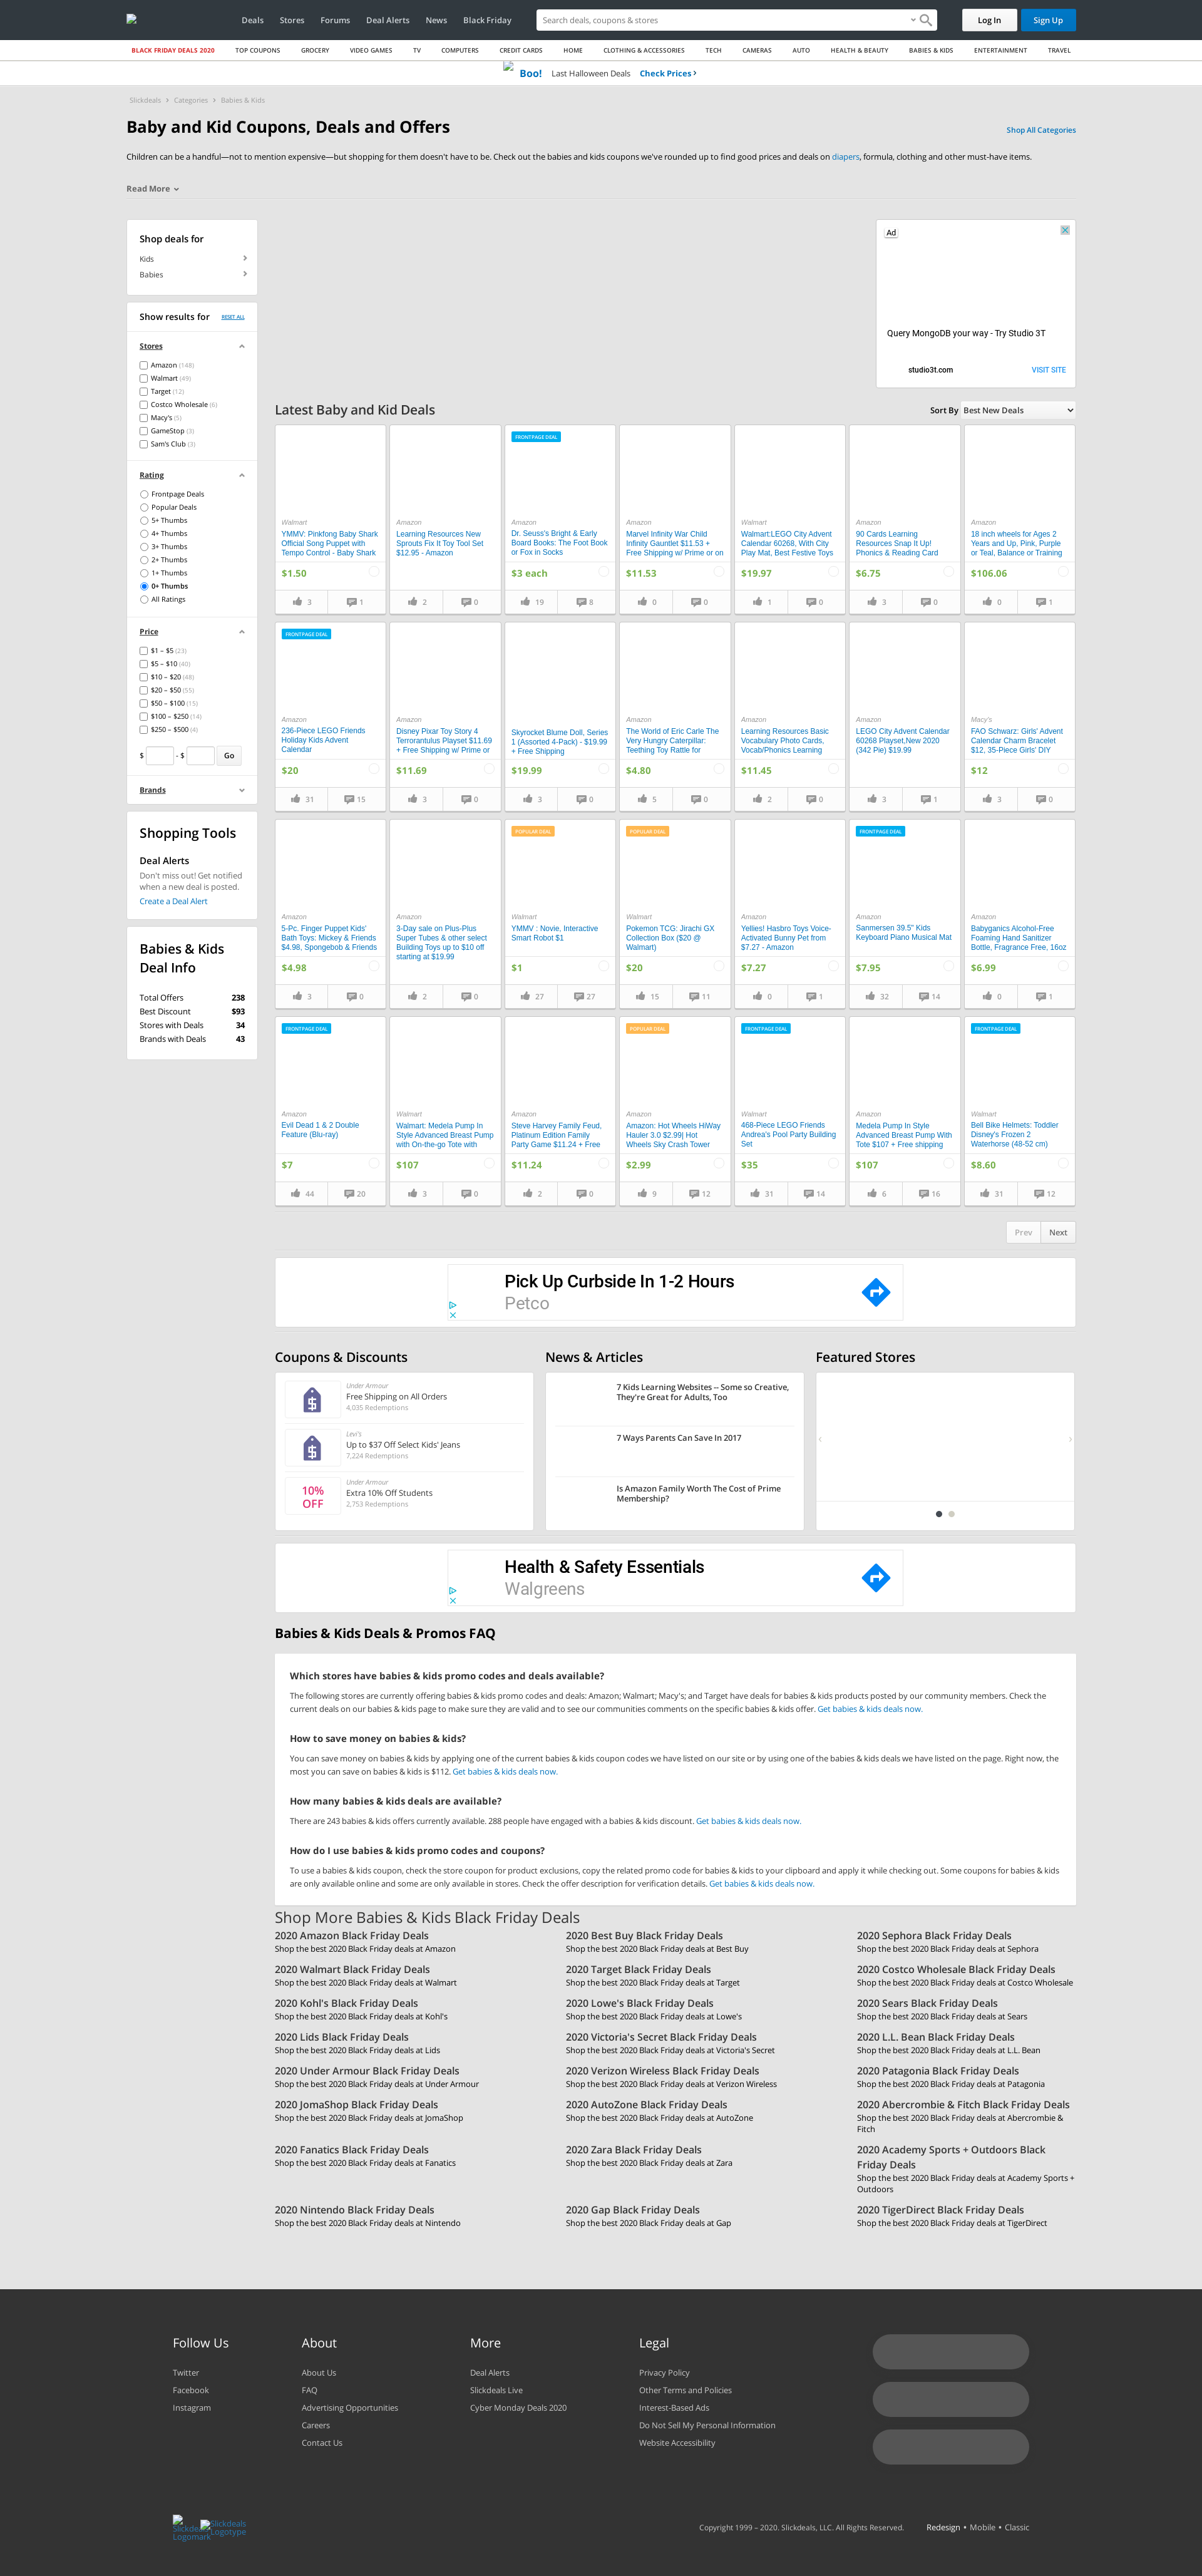 Deals Stores Forums Deal Alerts News Black Friday Search deals, coupons & stores Log In Sign Up
BLACK FRIDAY DEALS 2020 TOP COUPONS GROCERY VIDEO GAMES TV COMPUTERS CREDIT CARDS HOME CLOTHING & ACCESSORIES TECH CAMERAS AUTO HEALTH & BEAUTY BABIES & KIDS ENTERTAINMENT TRAVEL
Boo! Last Halloween Deals Check Prices
Slickdeals Categories Babies & Kids
Baby and Kid Coupons, Deals and Offers
Shop All Categories
Children can be a handful—not to mention expensive—but shopping for them doesn't have to be. Check out the babies and kids coupons we've rounded up to find good prices and deals on diapers, formula, clothing and other must-have items.
Read More
Shop deals for
Kids
Babies
Show results for RESET ALL
Stores
Amazon (148)
Walmart (49)
Target (12)
Costco Wholesale (6)
Macy's (5)
GameStop (3)
Sam's Club (3)
Rating
Frontpage Deals
Popular Deals
5+ Thumbs
4+ Thumbs
3+ Thumbs
2+ Thumbs
1+ Thumbs
0+ Thumbs
All Ratings
Price
$1 – $5 (23)
$5 – $10 (40)
$10 – $20 (48)
$20 – $50 (55)
$50 – $100 (15)
$100 – $250 (14)
$250 – $500 (4)
$ - $ Go
Brands
Shopping Tools
Deal Alerts
Don't miss out! Get notified
when a new deal is posted.
Create a Deal Alert
Babies & Kids
Deal Info
Total Offers 238
Best Discount $93
Stores with Deals 34
Brands with Deals 43
Ad
Query MongoDB your way - Try Studio 3T
studio3t.com VISIT SITE
Latest Baby and Kid Deals
Sort By Best New Deals
Walmart
YMMV: Pinkfong Baby Shark
Official Song Puppet with
Tempo Control - Baby Shark
$1.50
3 1
Amazon
Learning Resources New
Sprouts Fix It Toy Tool Set
$12.95 - Amazon
2 0
FRONTPAGE DEAL
Amazon
Dr. Seuss's Bright & Early
Board Books: The Foot Book
or Fox in Socks
$3 each
19 8
Amazon
Marvel Infinity War Child
Infinity Gauntlet $11.53 +
Free Shipping w/ Prime or on
$11.53
0 0
Walmart
Walmart:LEGO City Advent
Calendar 60268, With City
Play Mat, Best Festive Toys
$19.97
1 0
Amazon
90 Cards Learning
Resources Snap It Up!
Phonics & Reading Card
$6.75
3 0
Amazon
18 inch wheels for Ages 2
Years and Up, Pink, Purple
or Teal, Balance or Training
$106.06
0 1
FRONTPAGE DEAL
Amazon
236-Piece LEGO Friends
Holiday Kids Advent
Calendar
$20
31 15
Amazon
Disney Pixar Toy Story 4
Terrorantulus Playset $11.69
+ Free Shipping w/ Prime or
$11.69
3 0
Skyrocket Blume Doll, Series
1 (Assorted 4-Pack) - $19.99
+ Free Shipping
$19.99
3 0
Amazon
The World of Eric Carle The
Very Hungry Caterpillar:
Teething Toy Rattle for
$4.80
5 0
Amazon
Learning Resources Basic
Vocabulary Photo Cards,
Vocab/Phonics Learning
$11.45
2 0
Amazon
LEGO City Advent Calendar
60268 Playset,New 2020
(342 Pie) $19.99
3 1
Macy's
FAO Schwarz: Girls' Advent
Calendar Charm Bracelet
$12, 35-Piece Girls' DIY
$12
3 0
Amazon
5-Pc. Finger Puppet Kids'
Bath Toys: Mickey & Friends
$4.98, Spongebob & Friends
$4.98
3 0
Amazon
3-Day sale on Plus-Plus
Super Tubes & other select
Building Toys up to $10 off
starting at $19.99
2 0
POPULAR DEAL
Walmart
YMMV : Novie, Interactive
Smart Robot $1
$1
27 27
POPULAR DEAL
Walmart
Pokemon TCG: Jirachi GX
Collection Box ($20 @
Walmart)
$20
15 11
Amazon
Yellies! Hasbro Toys Voice-
Activated Bunny Pet from
$7.27 - Amazon
$7.27
0 1
FRONTPAGE DEAL
Amazon
Sanmersen 39.5" Kids
Keyboard Piano Musical Mat
$7.95
32 14
Amazon
Babyganics Alcohol-Free
Foaming Hand Sanitizer
Bottle, Fragrance Free, 16oz
$6.99
0 1
FRONTPAGE DEAL
Amazon
Evil Dead 1 & 2 Double
Feature (Blu-ray)
$7
44 20
Walmart
Walmart: Medela Pump In
Style Advanced Breast Pump
with On-the-go Tote with
$107
3 0
Amazon
Steve Harvey Family Feud,
Platinum Edition Family
Party Game $11.24 + Free
$11.24
2 0
POPULAR DEAL
Amazon
Amazon: Hot Wheels HiWay
Hauler 3.0 $2.99| Hot
Wheels Sky Crash Tower
$2.99
9 12
FRONTPAGE DEAL
Walmart
468-Piece LEGO Friends
Andrea's Pool Party Building
Set
$35
31 14
Amazon
Medela Pump In Style
Advanced Breast Pump With
Tote $107 + Free shipping
$107
6 16
FRONTPAGE DEAL
Walmart
Bell Bike Helmets: Toddler
Disney's Frozen 2
Waterhorse (48-52 cm)
$8.60
31 12
Prev Next
Pick Up Curbside In 1-2 Hours
Petco
Coupons & Discounts
Under Armour
Free Shipping on All Orders
4,035 Redemptions
Levi's
Up to $37 Off Select Kids' Jeans
7,224 Redemptions
10%
OFF
Under Armour
Extra 10% Off Students
2,753 Redemptions
News & Articles
7 Kids Learning Websites -- Some so Creative,
They're Great for Adults, Too
7 Ways Parents Can Save In 2017
Is Amazon Family Worth The Cost of Prime
Membership?
Featured Stores
Health & Safety Essentials
Walgreens
Babies & Kids Deals & Promos FAQ
Which stores have babies & kids promo codes and deals available?
The following stores are currently offering babies & kids promo codes and deals: Amazon; Walmart; Macy's; and Target have deals for babies & kids products posted by our community members. Check the
current deals on our babies & kids page to make sure they are valid and to see our communities comments on the specific babies & kids offer. Get babies & kids deals now.
How to save money on babies & kids?
You can save money on babies & kids by applying one of the current babies & kids coupon codes we have listed on our site or by using one of the babies & kids deals we have listed on the page. Right now, the
most you can save on babies & kids is $112. Get babies & kids deals now.
How many babies & kids deals are available?
There are 243 babies & kids offers currently available. 288 people have engaged with a babies & kids discount. Get babies & kids deals now.
How do I use babies & kids promo codes and coupons?
To use a babies & kids coupon, check the store coupon for product exclusions, copy the related promo code for babies & kids to your clipboard and apply it while checking out. Some coupons for babies & kids
are only available online and some are only available in stores. Check the offer description for verification details. Get babies & kids deals now.
Shop More Babies & Kids Black Friday Deals
2020 Amazon Black Friday Deals
Shop the best 2020 Black Friday deals at Amazon
2020 Best Buy Black Friday Deals
Shop the best 2020 Black Friday deals at Best Buy
2020 Sephora Black Friday Deals
Shop the best 2020 Black Friday deals at Sephora
2020 Walmart Black Friday Deals
Shop the best 2020 Black Friday deals at Walmart
2020 Target Black Friday Deals
Shop the best 2020 Black Friday deals at Target
2020 Costco Wholesale Black Friday Deals
Shop the best 2020 Black Friday deals at Costco Wholesale
2020 Kohl's Black Friday Deals
Shop the best 2020 Black Friday deals at Kohl's
2020 Lowe's Black Friday Deals
Shop the best 2020 Black Friday deals at Lowe's
2020 Sears Black Friday Deals
Shop the best 2020 Black Friday deals at Sears
2020 Lids Black Friday Deals
Shop the best 2020 Black Friday deals at Lids
2020 Victoria's Secret Black Friday Deals
Shop the best 2020 Black Friday deals at Victoria's Secret
2020 L.L. Bean Black Friday Deals
Shop the best 2020 Black Friday deals at L.L. Bean
2020 Under Armour Black Friday Deals
Shop the best 2020 Black Friday deals at Under Armour
2020 Verizon Wireless Black Friday Deals
Shop the best 2020 Black Friday deals at Verizon Wireless
2020 Patagonia Black Friday Deals
Shop the best 2020 Black Friday deals at Patagonia
2020 JomaShop Black Friday Deals
Shop the best 2020 Black Friday deals at JomaShop
2020 AutoZone Black Friday Deals
Shop the best 2020 Black Friday deals at AutoZone
2020 Abercrombie & Fitch Black Friday Deals
Shop the best 2020 Black Friday deals at Abercrombie &
Fitch
2020 Fanatics Black Friday Deals
Shop the best 2020 Black Friday deals at Fanatics
2020 Zara Black Friday Deals
Shop the best 2020 Black Friday deals at Zara
2020 Academy Sports + Outdoors Black
Friday Deals
Shop the best 2020 Black Friday deals at Academy Sports +
Outdoors
2020 Nintendo Black Friday Deals
Shop the best 2020 Black Friday deals at Nintendo
2020 Gap Black Friday Deals
Shop the best 2020 Black Friday deals at Gap
2020 TigerDirect Black Friday Deals
Shop the best 2020 Black Friday deals at TigerDirect
Follow Us
Twitter
Facebook
Instagram
About
About Us
FAQ
Advertising Opportunities
Careers
Contact Us
More
Deal Alerts
Slickdeals Live
Cyber Monday Deals 2020
Legal
Privacy Policy
Other Terms and Policies
Interest-Based Ads
Do Not Sell My Personal Information
Website Accessibility
Slickdeals
Logomark
Slickdeals
Logotype
Copyright 1999 – 2020. Slickdeals, LLC. All Rights Reserved. Redesign • Mobile • Classic